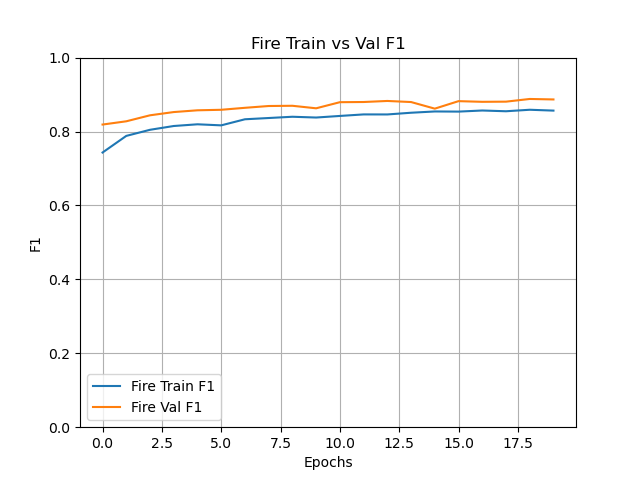 Fire Train vs Val F1
1.0
0.8
0.6
0.4
0.2
0.0
F1
Fire Train F1
Fire Val F1
0.0 2.5 5.0 7.5 10.0 12.5 15.0 17.5
Epochs